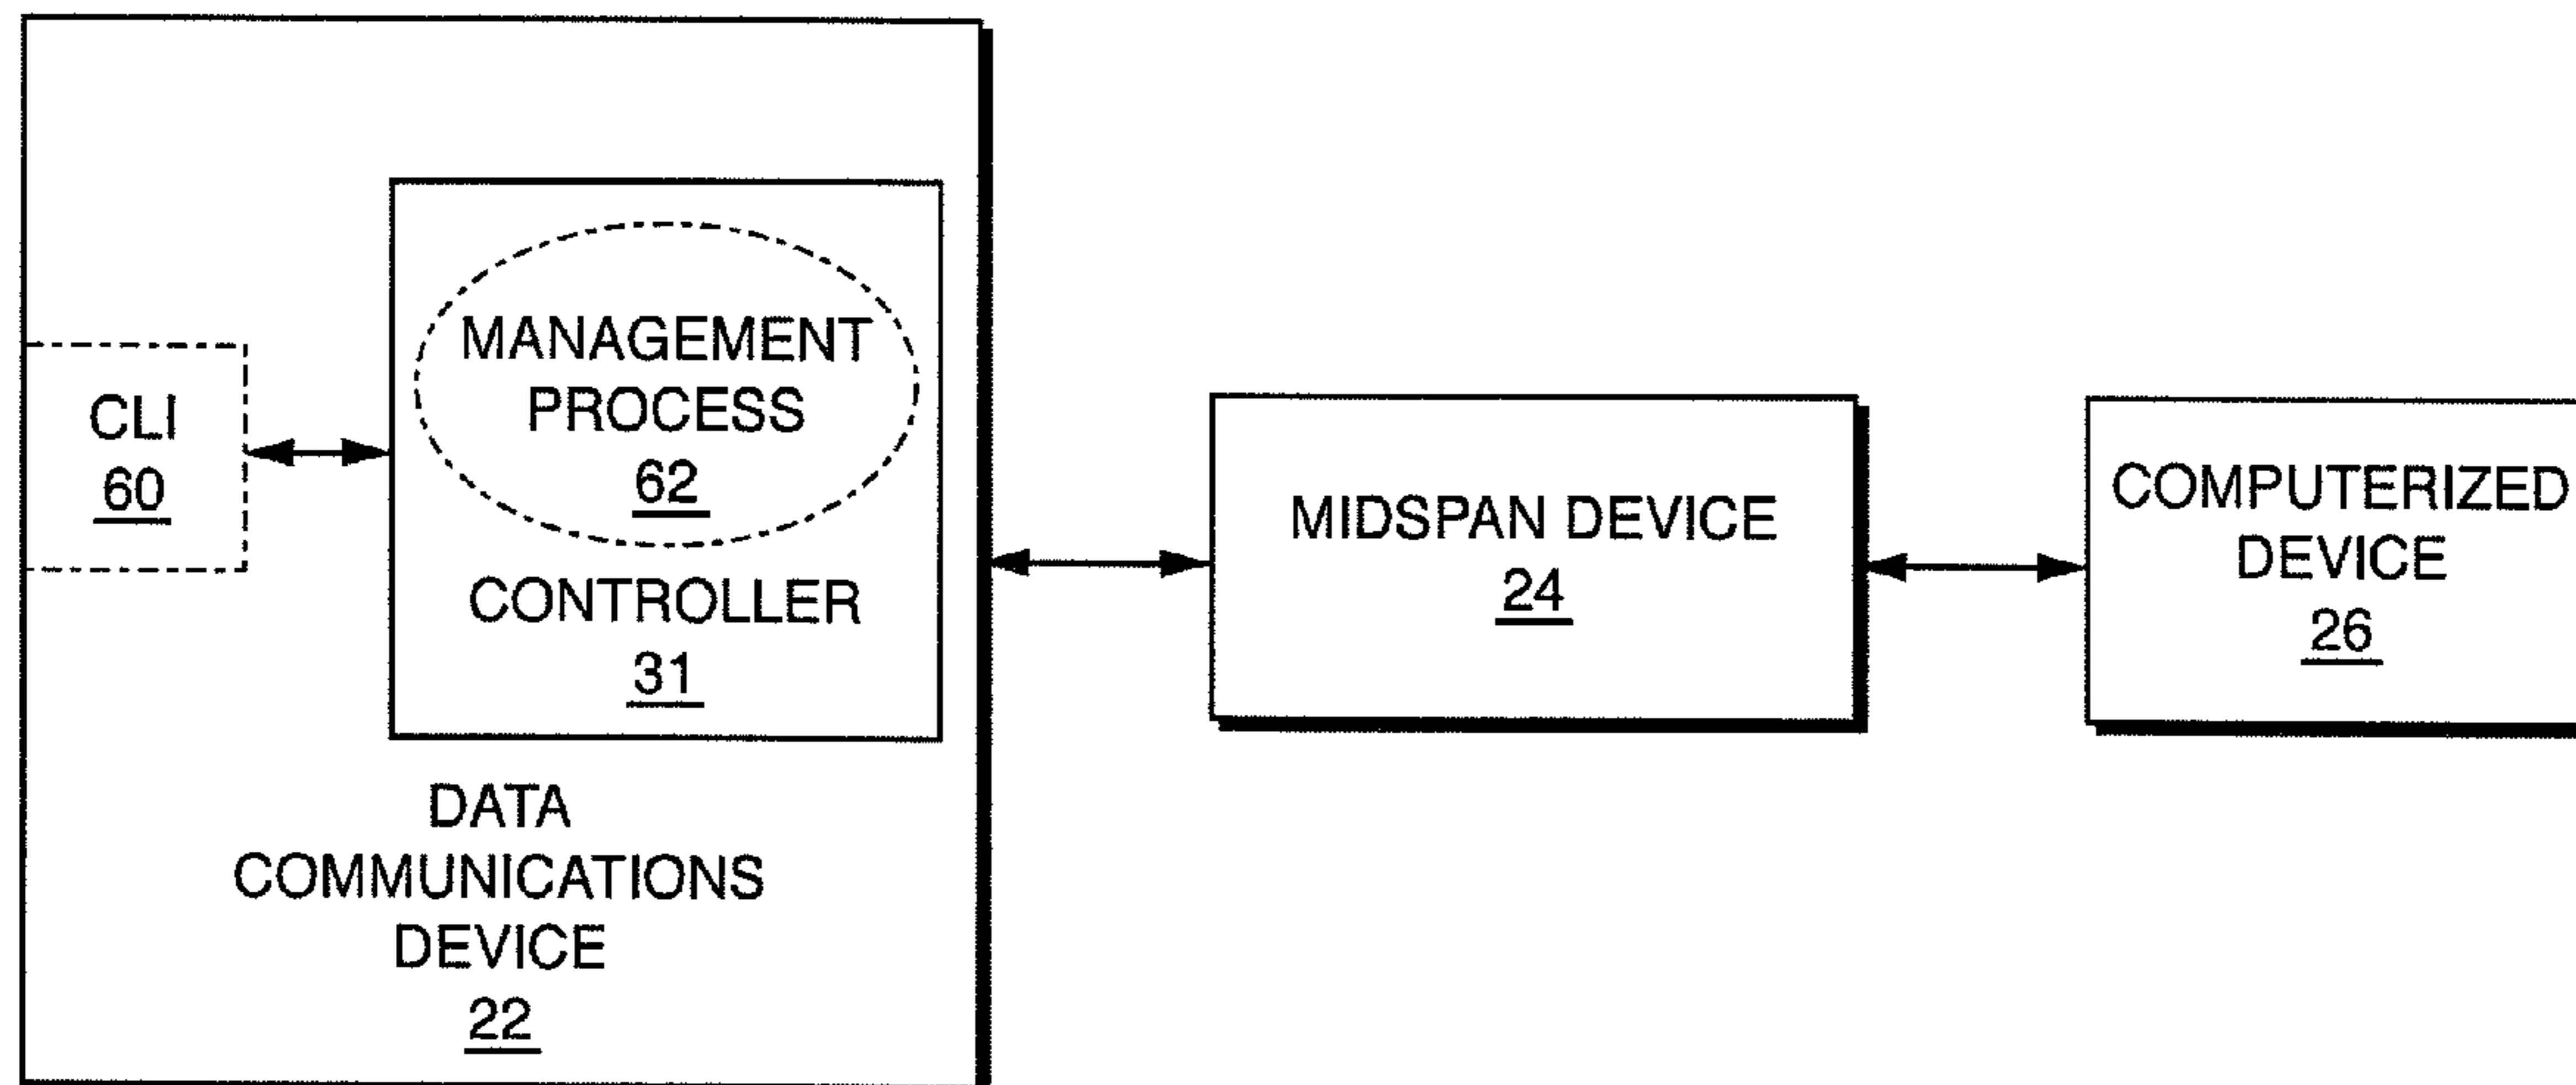 CLI
60
MANAGEMENT
PROCESS
62
CONTROLLER
31
DATA
COMMUNICATIONS
DEVICE
22
MIDSPAN DEVICE
24
COMPUTERIZED
DEVICE
26